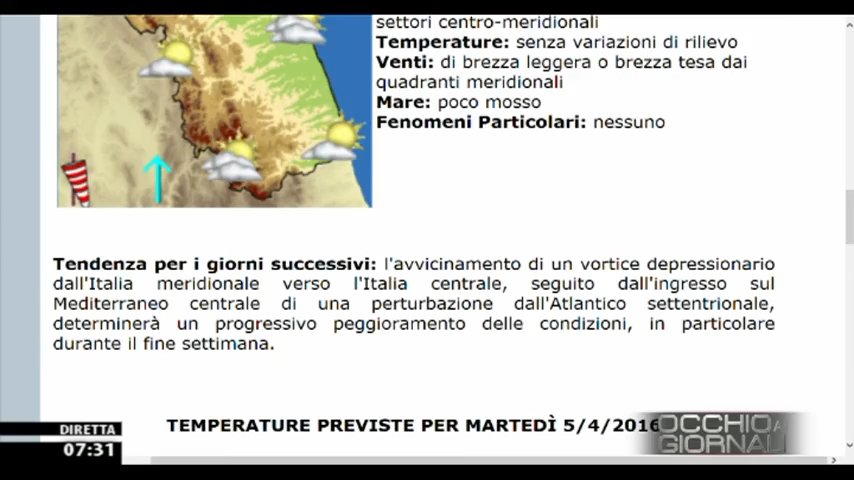 settori centro-meridionali
Temperature: senza variazioni di rilievo
Venti: di brezza leggera o brezza tesa dai
quadranti meridionali
Mare: poco mosso
Fenomeni Particolari: nessuno
Tendenza per i giorni successivi: l'avvicinamento di un vortice depressionario
dall'Italia meridionale verso l'Italia centrale, seguito dall'ingresso sul
Mediterraneo centrale di una perturbazione dall'Atlantico settentrionale,
determinerà un progressivo peggioramento delle condizioni, in particolare
durante il fine settimana.
TEMPERATURE PREVISTE PER MARTEDÌ 5/4/2016
OCCHIO AI
GIORNALI
DIRETTA
07:31